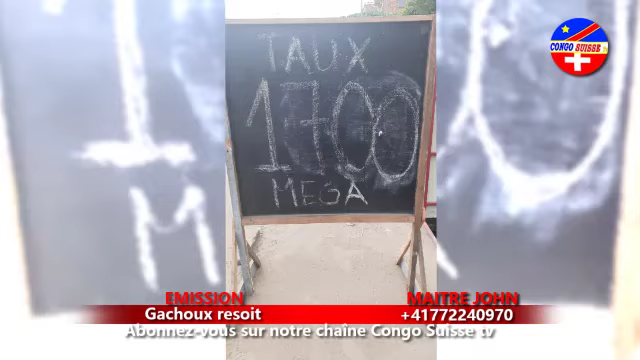 CONGO SUISSE
TAUX
1700
MEGA
EMISSION
MAITRE JOHN
Gachoux resoit
+41772240970
Abonnez-vous sur notre chaîne Congo Suisse tv